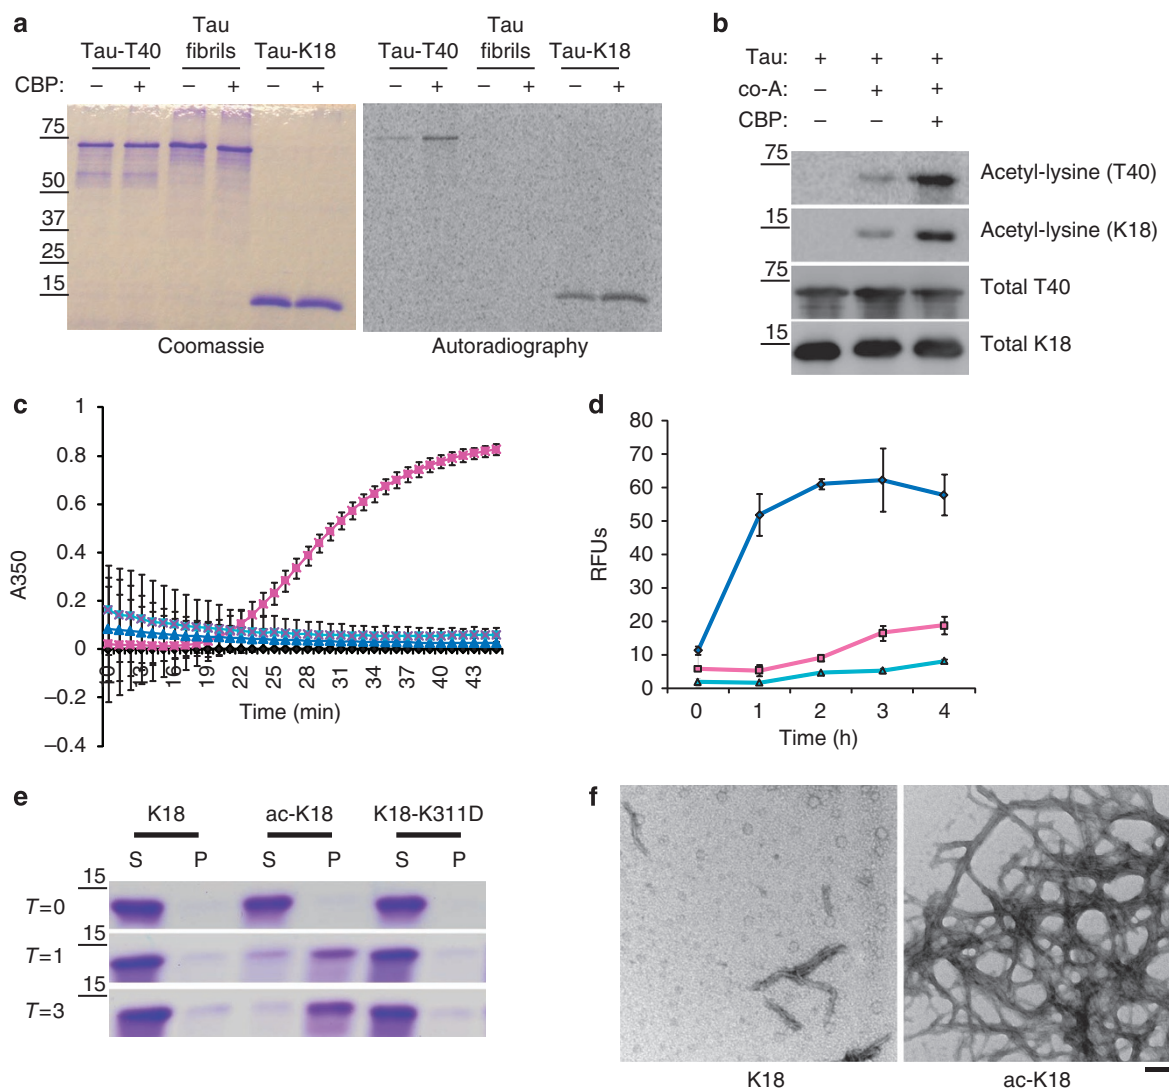 a
Tau-T40
Tau fibrils
Tau-K18
Tau-T40
Tau fibrils
Tau-K18
CBP: – + – + – + – + – + – +
75
50
37
25
15
Coomassie
Autoradiography
b
Tau: + + +
co-A: – + +
CBP: – – +
75
Acetyl-lysine (T40)
15
Acetyl-lysine (K18)
75
Total T40
15
Total K18
c
A350
1
0.8
0.6
0.4
0.2
0
–0.2
–0.4
10 13 16 19 22 25 28 31 34 37 40 43
Time (min)
d
RFUs
80
70
60
50
40
30
20
10
0
0 1 2 3 4
Time (h)
e
K18 ac-K18 K18-K311D
S P S P S P
15
T=0
15
T=1
15
T=3
f
K18
ac-K18